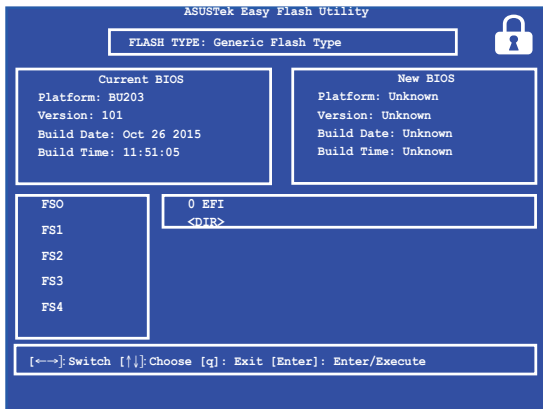 ASUSTek Easy Flash Utility
FLASH TYPE: Generic Flash Type
Current BIOS
Platform: BU203
Version: 101
Build Date: Oct 26 2015
Build Time: 11:51:05
New BIOS
Platform: Unknown
Version: Unknown
Build Date: Unknown
Build Time: Unknown
FSO
FS1
FS2
FS3
FS4
0 EFI
<DIR>
[←→]: Switch [↑↓]: Choose [q]: Exit [Enter]: Enter/Execute